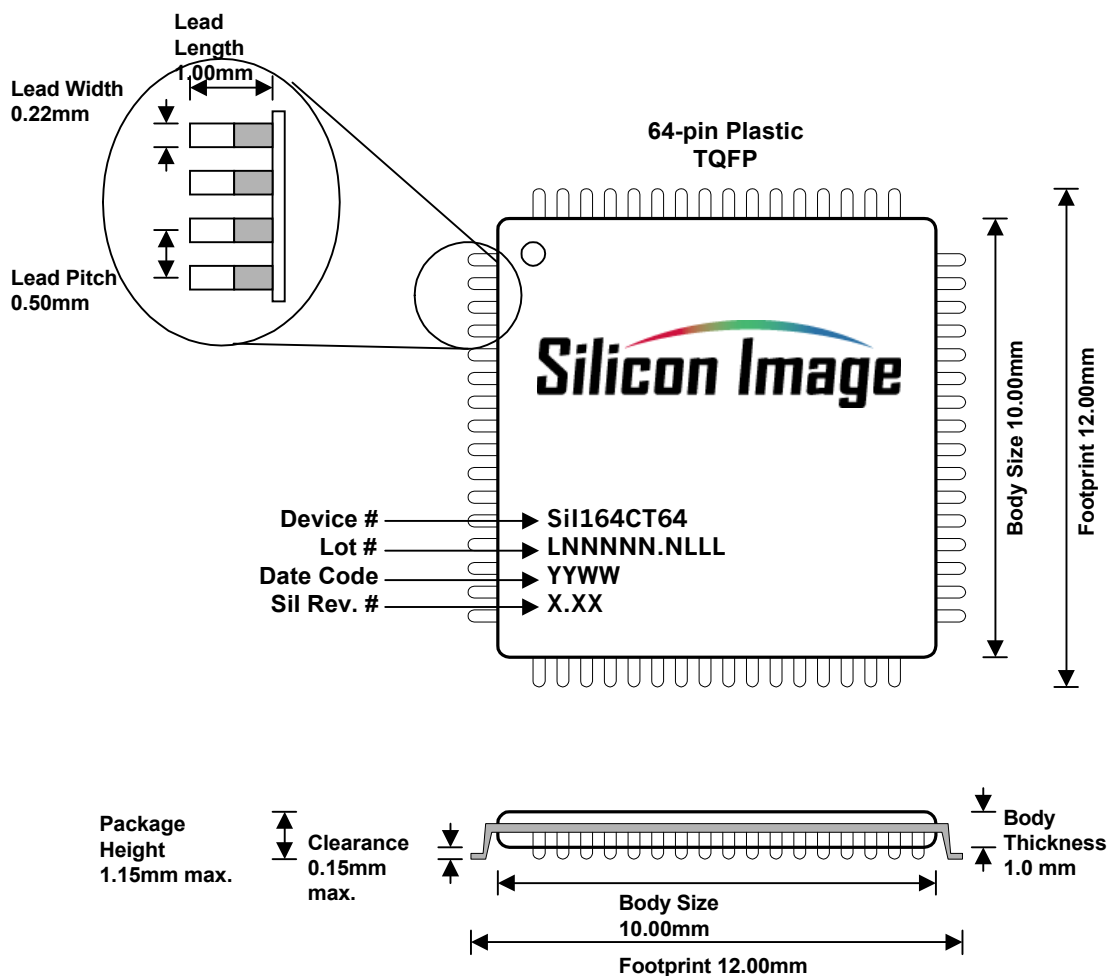 Lead
Length
1.00mm
Lead Width
0.22mm
Lead Pitch
0.50mm
64-pin Plastic
TQFP
Silicon Image
Device #
SiI164CT64
Lot #
LNNNNN.NLLL
Date Code
YYWW
SiI Rev. #
X.XX
Body Size 10.00mm
Footprint 12.00mm
Package
Height
1.15mm max.
Clearance
0.15mm
max.
Body
Thickness
1.0 mm
Body Size
10.00mm
Footprint 12.00mm